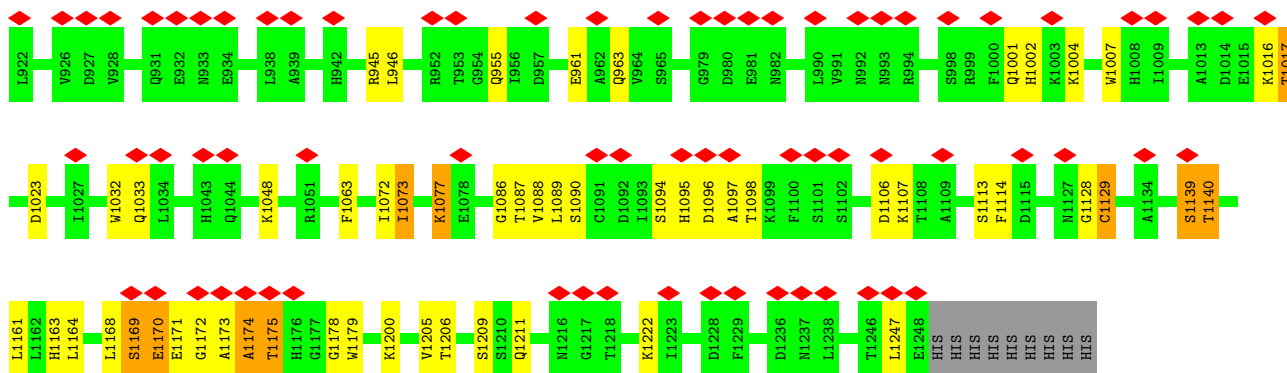 L922 V926 D927 V928 Q931 E932 N933 E934 L938 A939 H942 R945 L946 R952 T953 G954 Q955 I956 D957 E961 A962 Q963 V964 S965 G979 D980 E981 N982 L990 V991 N992 N993 R994 S998 R999 F1000 Q1001 H1002 K1003 K1004 W1007 H1008 I1009 A1013 D1014 E1015 K1016 T1017
D1023 I1027 W1032 Q1033 L1034 H1043 Q1044 K1048 R1051 F1063 I1072 I1073 K1077 E1078 G1086 T1087 V1088 L1089 S1090 C1091 D1092 I1093 S1094 H1095 D1096 A1097 T1098 K1099 F1100 S1101 S1102 D1106 K1107 T1108 A1109 S1113 F1114 D1115 N1127 G1128 C1129 A1134 S1139 T1140
L1161 L1162 H1163 L1164 L1168 S1169 E1170 E1171 G1172 A1173 A1174 T1175 H1176 G1177 G1178 W1179 K1200 V1205 T1206 S1209 S1210 Q1211 N1216 G1217 T1218 K1222 I1223 D1228 F1229 D1236 N1237 L1238 T1246 L1247 E1248 HIS HIS HIS HIS HIS HIS HIS HIS HIS HIS